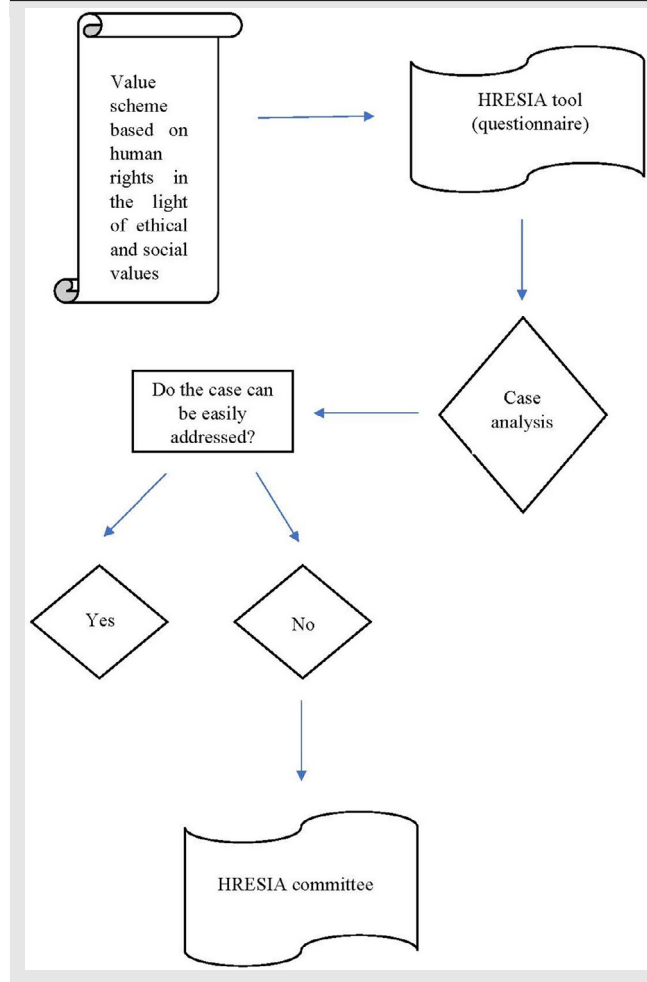 Value
scheme
based on
human
rights in
the light
of ethical
and social
values
HRESIA tool
(questionnaire)
Case
analysis
Do the case can
be easily
addressed?
Yes
No
HRESIA committee